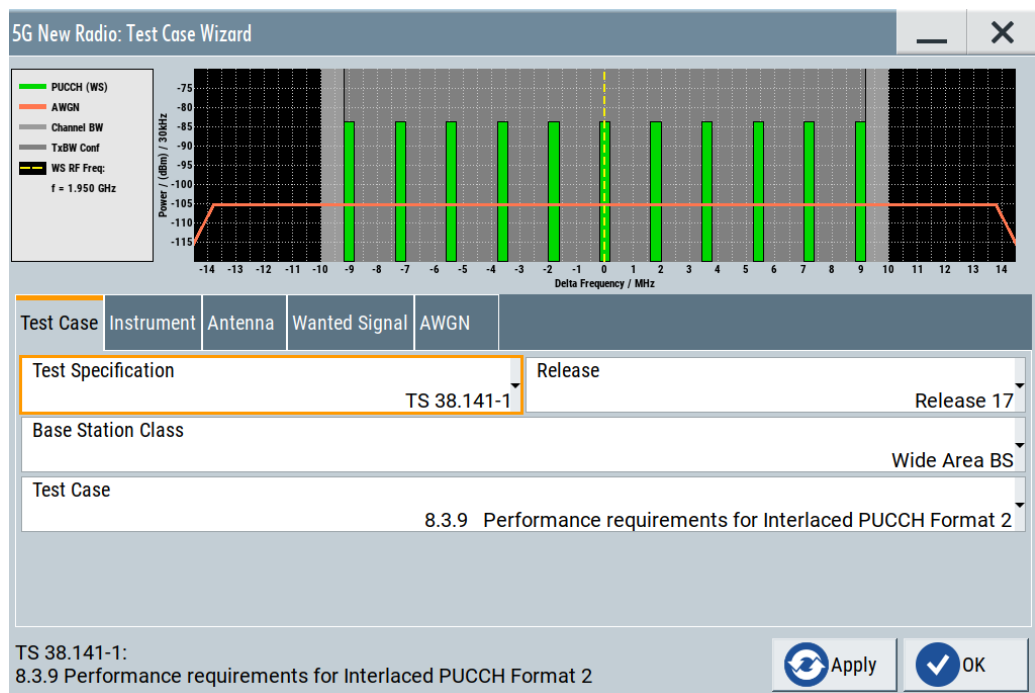 5G New Radio: Test Case Wizard
PUCCH (WS)
AWGN
Channel BW
TxBW Conf
WS RF Freq:
f = 1.950 GHz
Power / (dBm) / 30kHz
-75
-80
-85
-90
-95
-100
-105
-110
-115
-14 -13 -12 -11 -10 -9 -8 -7 -6 -5 -4 -3 -2 -1 0 1 2 3 4 5 6 7 8 9 10 11 12 13 14
Delta Frequency / MHz
Test Case Instrument Antenna Wanted Signal AWGN
Test Specification
TS 38.141-1
Release
Release 17
Base Station Class
Wide Area BS
Test Case
8.3.9 Performance requirements for Interlaced PUCCH Format 2
TS 38.141-1:
8.3.9 Performance requirements for Interlaced PUCCH Format 2
Apply
OK